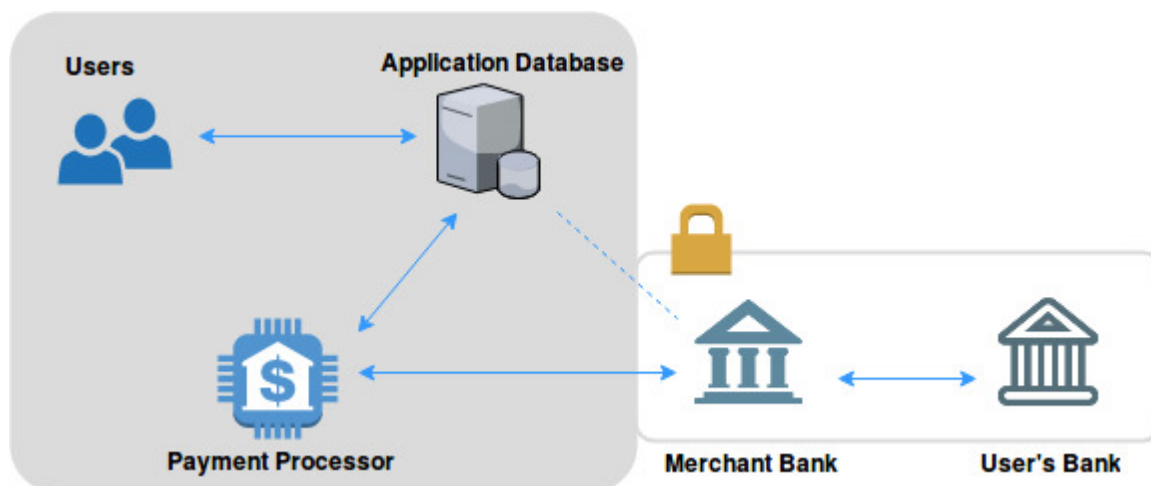 Users
Application Database
$
Payment Processor
Merchant Bank
User's Bank